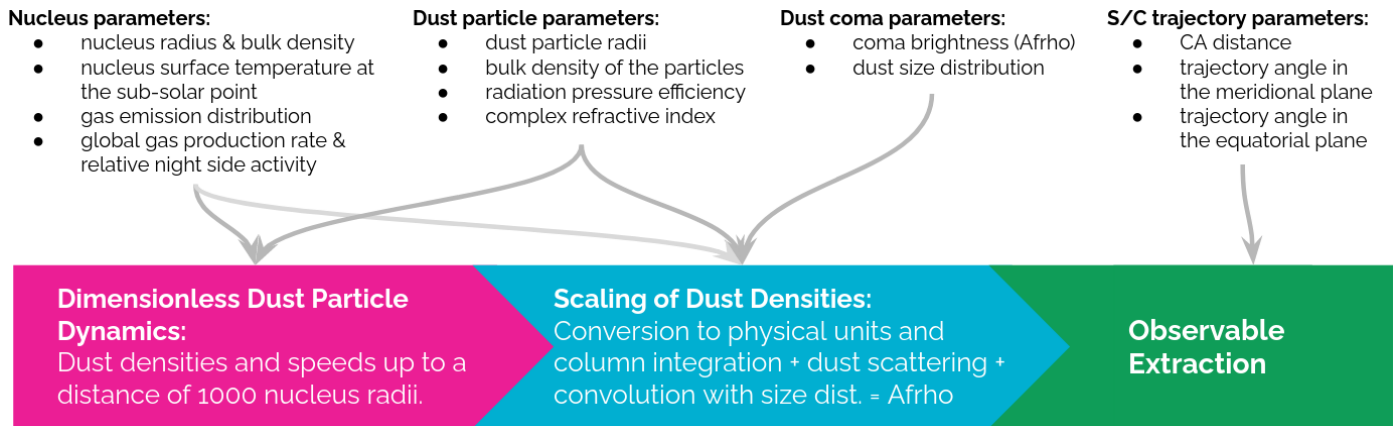 Nucleus parameters:
● nucleus radius & bulk density
● nucleus surface temperature at
the sub-solar point
● gas emission distribution
● global gas production rate &
relative night side activity
Dust particle parameters:
● dust particle radii
● bulk density of the particles
● radiation pressure efficiency
● complex refractive index
Dust coma parameters:
● coma brightness (Afrho)
● dust size distribution
S/C trajectory parameters:
● CA distance
● trajectory angle in
the meridional plane
● trajectory angle in
the equatorial plane
Dimensionless Dust Particle
Dynamics:
Dust densities and speeds up to a
distance of 1000 nucleus radii.
Scaling of Dust Densities:
Conversion to physical units and
column integration + dust scattering +
convolution with size dist. = Afrho
Observable
Extraction